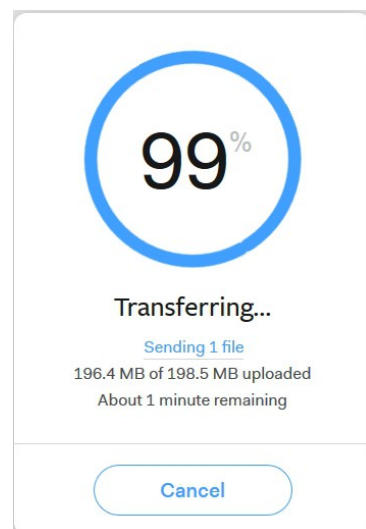 99%
Transferring...
Sending 1 file
196.4 MB of 198.5 MB uploaded
About 1 minute remaining
Cancel